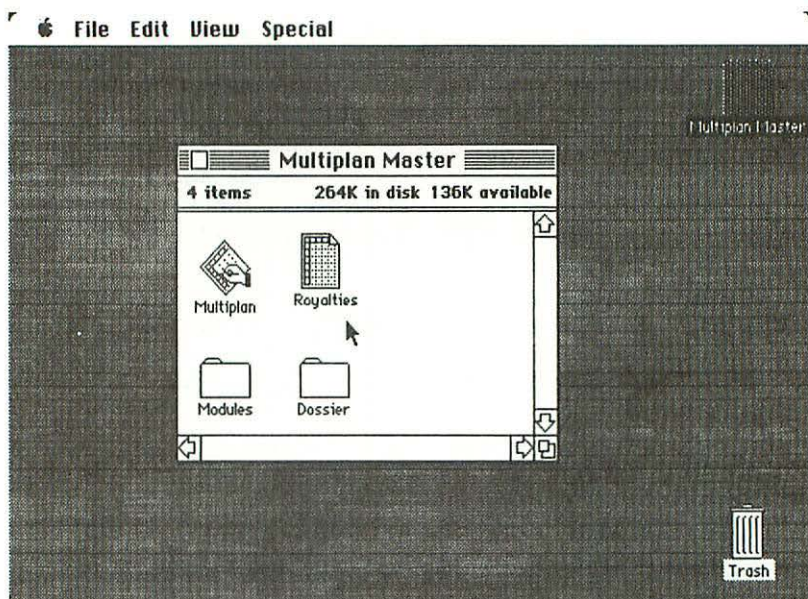 File Edit View Special
Multiplan Master
Multiplan Master
4 items 264K in disk 136K available
Multiplan
Royalties
Modules
Dossier
Trash